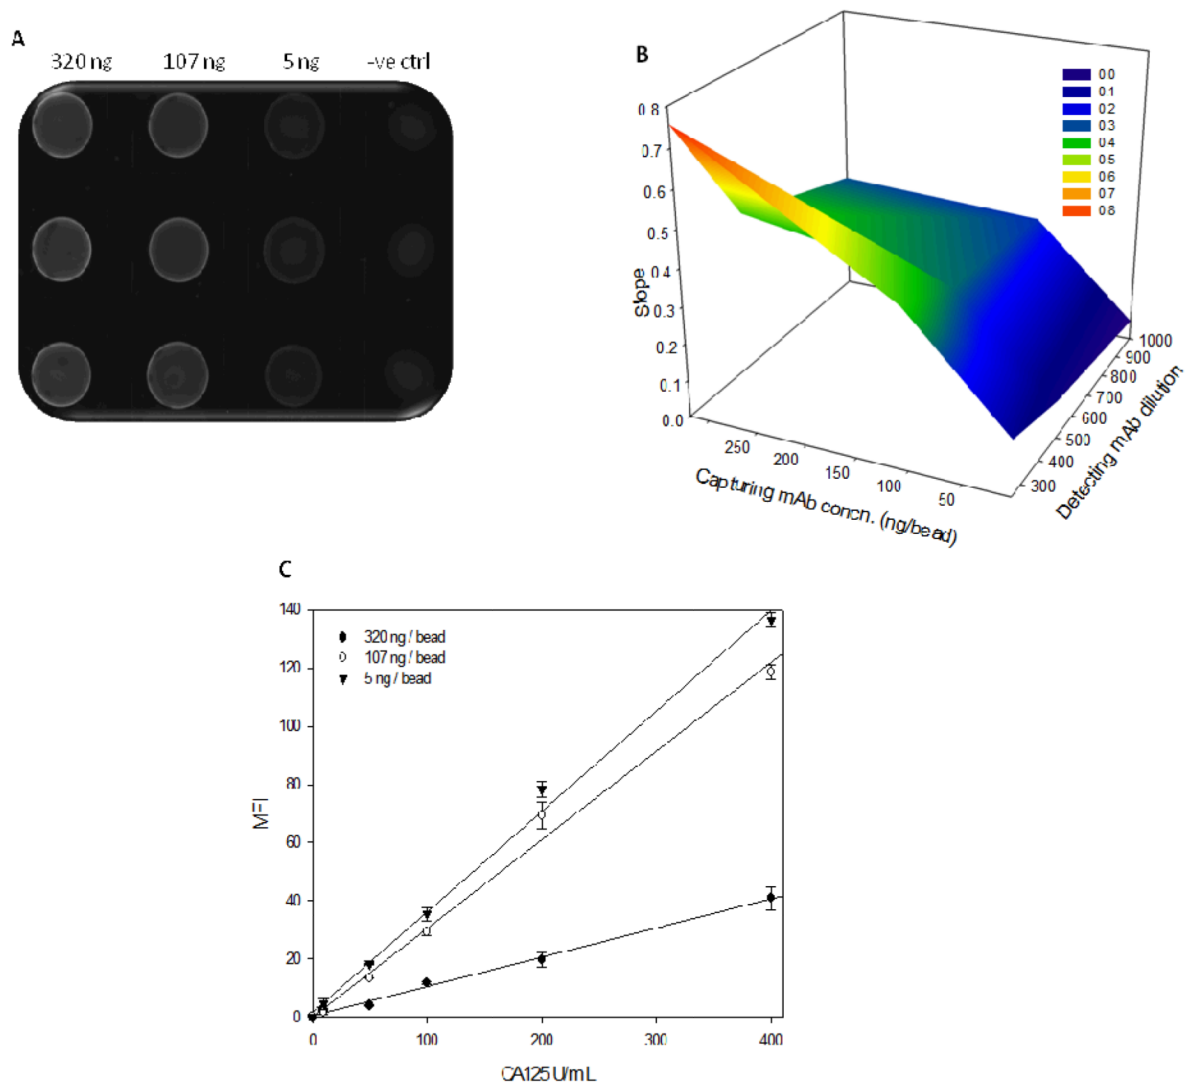 A
320 ng 107 ng 5 ng -ve ctrl
B
0.8
0.7
0.6
0.5
0.4
0.3
0.2
0.1
0.0
Slope
250 200 150 100 50
Capturing mAb concn. (ng/bead)
300 400 500 600 700 800 900 1000
Detecting mAb dilution
00
01
02
03
04
05
06
07
08
C
140
120
100
80
60
40
20
0
MFI
320 ng / bead
107 ng / bead
5 ng / bead
0 100 200 300 400
CA125 U/mL